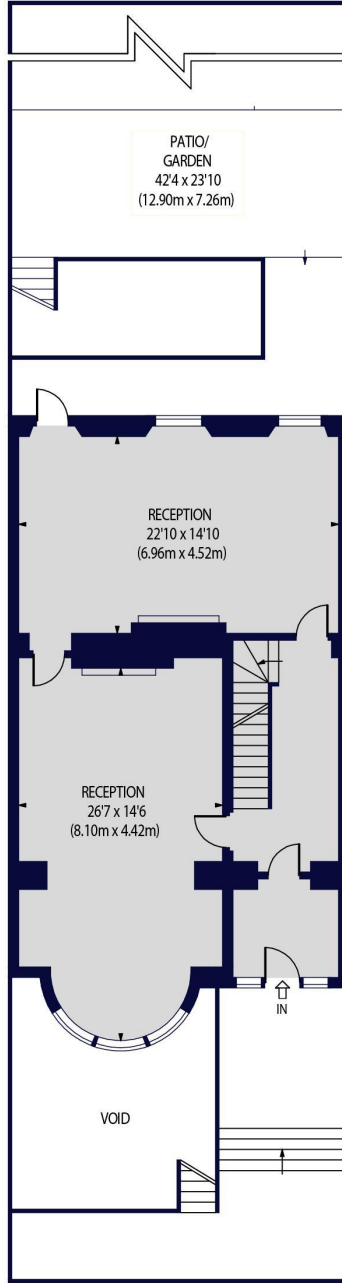 PATIO/
GARDEN
42'4 x 23'10
(12.90m x 7.26m)
RECEPTION
22'10 x 14'10
(6.96m x 4.52m)
RECEPTION
26'7 x 14'6
(8.10m x 4.42m)
IN
VOID